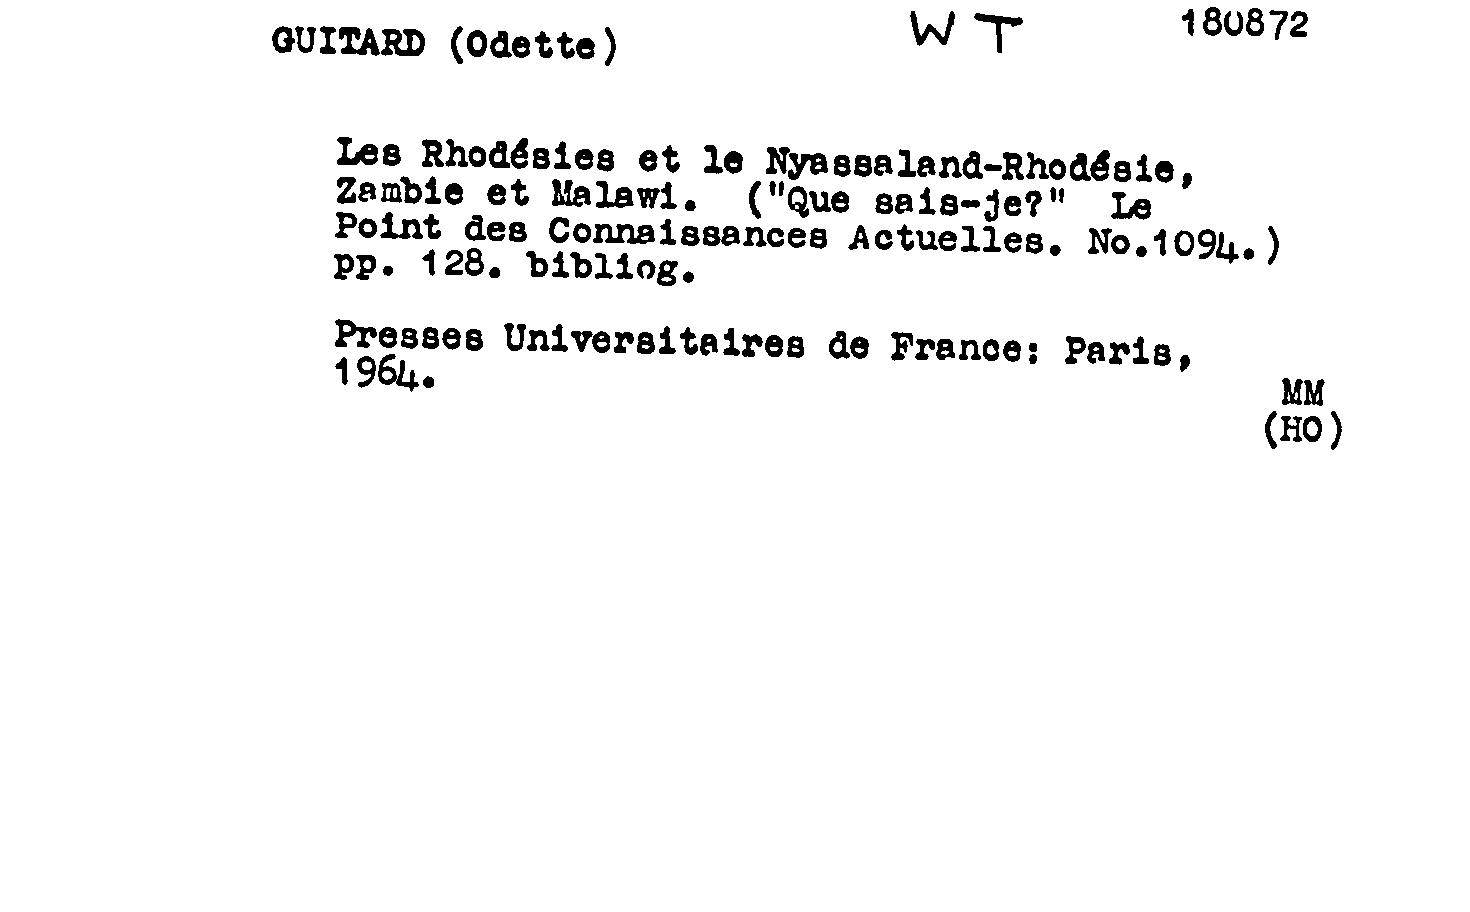 GUITARD (Odette) WT 180872
Les Rhodésies et le Nyassaland-Rhodésie,
Zambie et Malawi. ("Que sais-je?" Le
Point des Connaissances Actuelles. No.1094.)
pp. 128. bibliog.
Presses Universitaires de France: Paris,
1964.
MM
(HO)